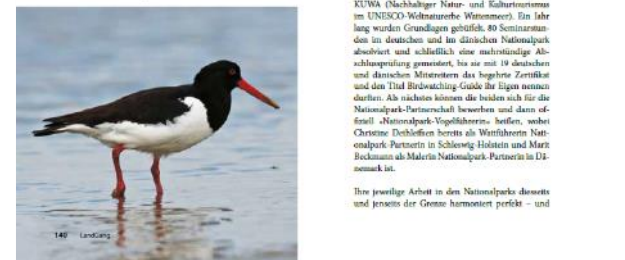 KUWA (Nachhaltiger Natur- und Kulturtourismus
im UNESCO-Weltnaturerbe Wattenmeer). Ein Jahr
lang wurden Grundlagen gebüffelt, 80 Seminarstun-
den im deutschen und im dänischen Nationalpark
absolviert und schließlich eine mehrstündige Ab-
schlussprüfung gemeistert, bis sie mit 19 deutschen
und dänischen Mitstreitern das begehrte Zertifikat
und den Titel Birdwatching-Guide ihr Eigen nennen
durften. Als nächstes können die beiden sich für die
Nationalpark-Partnerschaft bewerben und dann of-
fiziell »Nationalpark-Vogelführerin« heißen, wobei
Christine Dethleffsen bereits als Wattführerin Nati-
onalpark-Partnerin in Schleswig-Holstein und Marit
Beckmann als Malerin Nationalpark-Partnerin in Dä-
nemark ist.
Ihre jeweilige Arbeit in den Nationalparks diesseits
und jenseits der Grenze harmoniert perfekt – und
140 LandGang